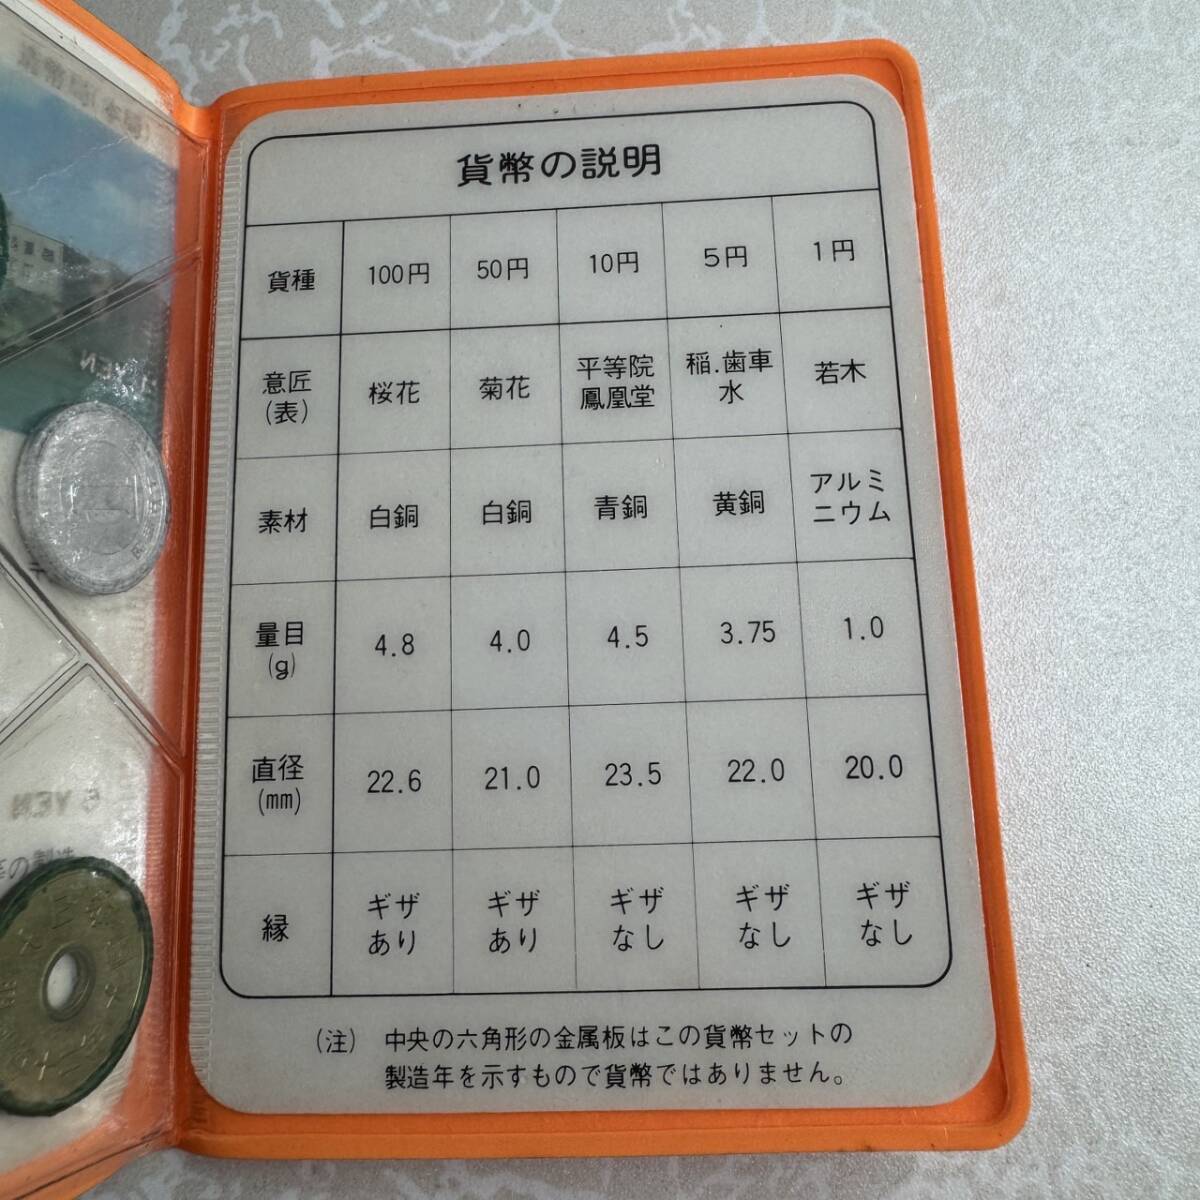 貨幣の説明
貨種 100円 50円 10円 5円 1円
意匠 (表) 桜花 菊花 平等院 鳳凰堂 稲.歯車 水 若木
素材 白銅 白銅 青銅 黄銅 アルミ ニウム
量目 (g) 4.8 4.0 4.5 3.75 1.0
直径 (mm) 22.6 21.0 23.5 22.0 20.0
縁 ギザ あり ギザ あり ギザ なし ギザ なし ギザ なし
(注) 中央の六角形の金属板はこの貨幣セットの
製造年を示すもので貨幣ではありません。
YEN
5 YEN